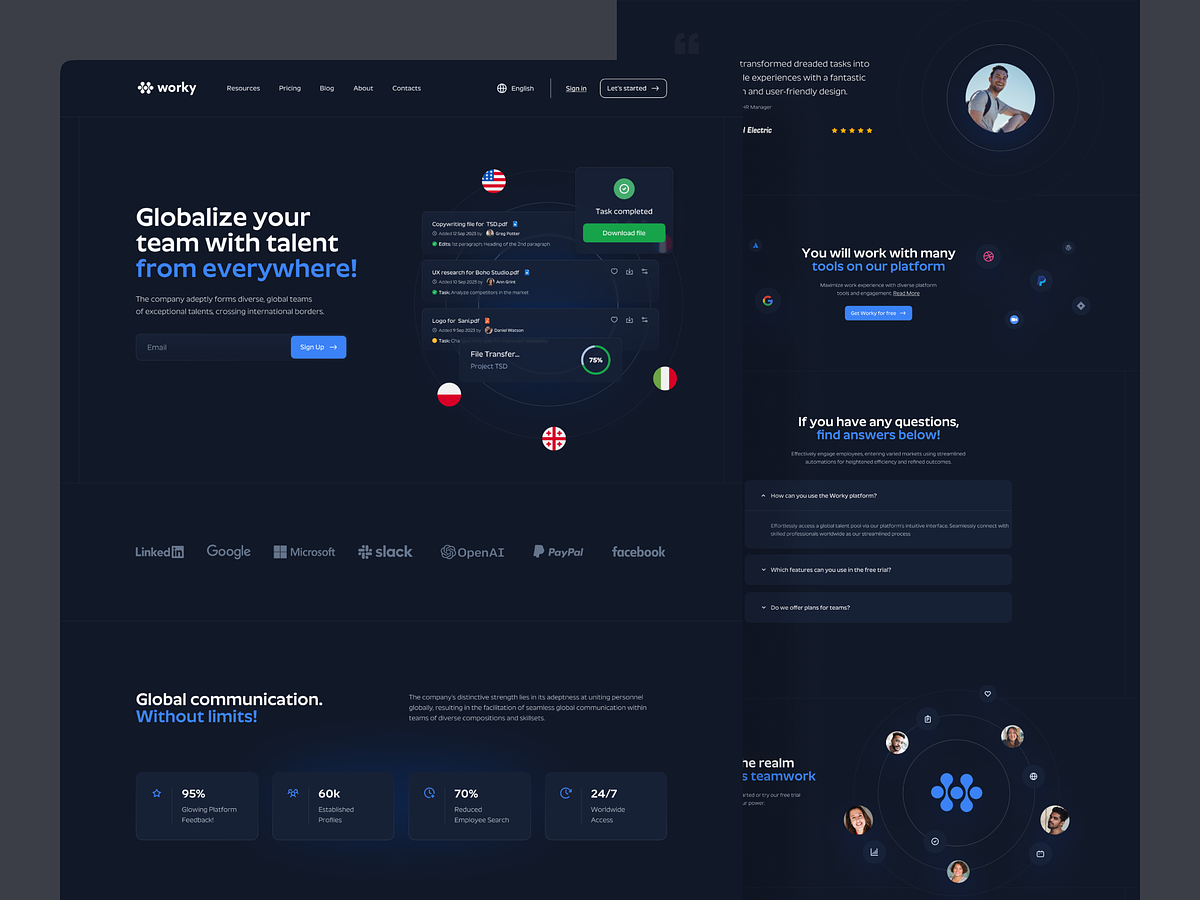 worky
Resources
Pricing
Blog
About
Contacts
English
Sign in
Let's started
Globalize your
team with talent
from everywhere!
The company adeptly forms diverse, global teams
of exceptional talents, crossing international borders.
Email
Sign Up
Copywriting file for TSD.pdf
Added 12 Sep 2023 by Greg Potter
Edits: 1st paragraph; Heading of the 2nd paragraph
Task completed
Download file
UX research for Boho Studio.pdf
Added 10 Sep 2023 by Ann Grint
Task: Analyze competitors in the market
Logo for Sani.pdf
Added 9 Sep 2023 by Daniel Watson
Task:
File Transfer...
Project TSD
75%
LinkedIn
Google
Microsoft
slack
OpenAI
PayPal
facebook
Global communication.
Without limits!
The company's distinctive strength lies in its adeptness at uniting personnel
globally, resulting in the facilitation of seamless global communication within
teams of diverse compositions and skillsets.
95%
Glowing Platform
Feedback!
60k
Established
Profiles
70%
Reduced
Employee Search
24/7
Worldwide
Access
transformed dreaded tasks into
le experiences with a fantastic
n and user-friendly design.
HR Manager
l Electric
You will work with many
tools on our platform
Maximize work experience with diverse platform
tools and engagement. Read More
Get Worky for free
If you have any questions,
find answers below!
Effectively engage employees, entering varied markets using streamlined
automations for heightened efficiency and refined outcomes.
How can you use the Worky platform?
Effortlessly access a global talent pool via our platform's intuitive interface. Seamlessly connect with
skilled professionals worldwide as our streamlined process
Which features can you use in the free trial?
Do we offer plans for teams?
he realm
s teamwork
arted or try our free trial
ur power.